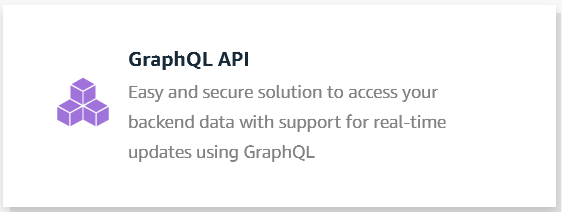 GraphQL API
Easy and secure solution to access your
backend data with support for real-time
updates using GraphQL